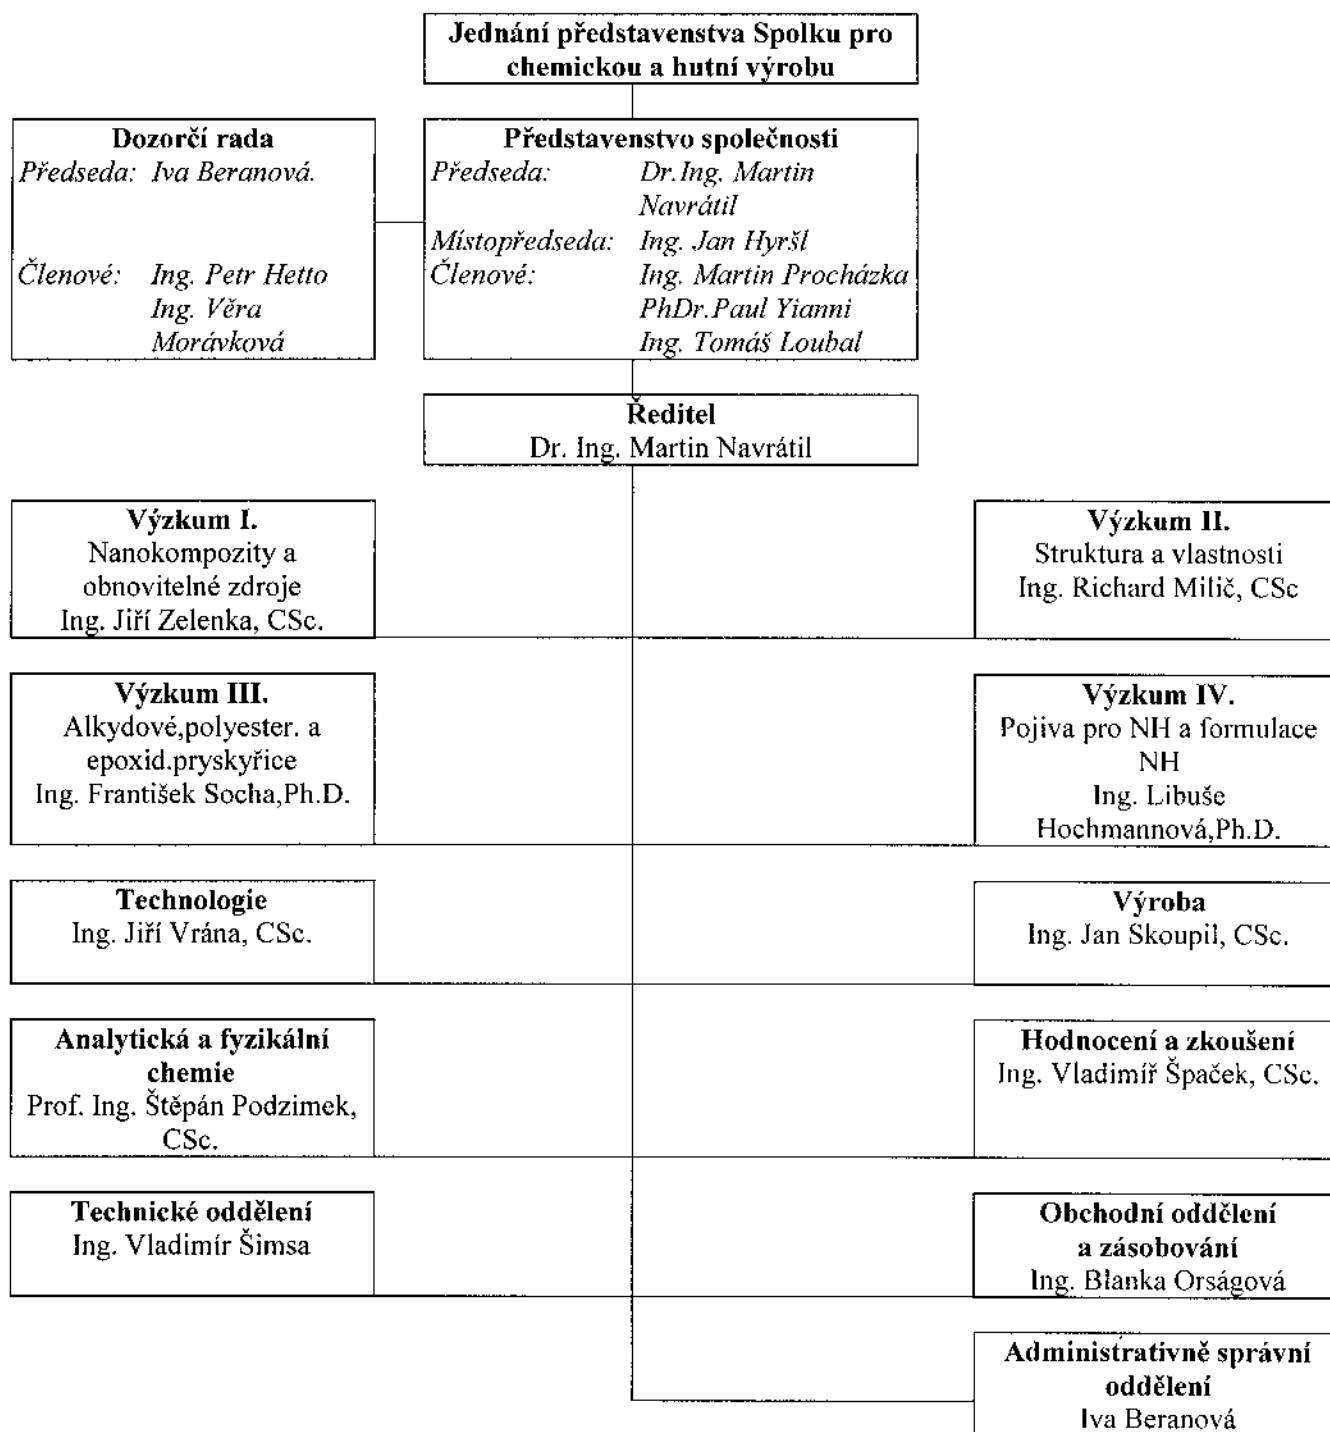 Jednání představenstva Spolku pro
chemickou a hutní výrobu
Dozorčí rada
Předseda: Iva Beranová.
Členové: Ing. Petr Hetto
Ing. Věra
Morávková
Představenstvo společnosti
Předseda: Dr.Ing. Martin
Navrátil
Místopředseda: Ing. Jan Hyršl
Členové: Ing. Martin Procházka
PhDr.Paul Yianni
Ing. Tomáš Loubal
Ředitel
Dr. Ing. Martin Navrátil
Výzkum I.
Nanokompozity a
obnovitelné zdroje
Ing. Jiří Zelenka, CSc.
Výzkum II.
Struktura a vlastnosti
Ing. Richard Milič, CSc
Výzkum III.
Alkydové,polyester. a
epoxid.pryskyřice
Ing. František Socha,Ph.D.
Výzkum IV.
Pojiva pro NH a formulace
NH
Ing. Libuše
Hochmannová,Ph.D.
Technologie
Ing. Jiří Vrána, CSc.
Výroba
Ing. Jan Skoupil, CSc.
Analytická a fyzikální
chemie
Prof. Ing. Štěpán Podzimek,
CSc.
Hodnocení a zkoušení
Ing. Vladimíř Špaček, CSc.
Technické oddělení
Ing. Vladimír Šimsa
Obchodní oddělení
a zásobování
Ing. Blanka Orságová
Administrativně správní
oddělení
Iva Beranová